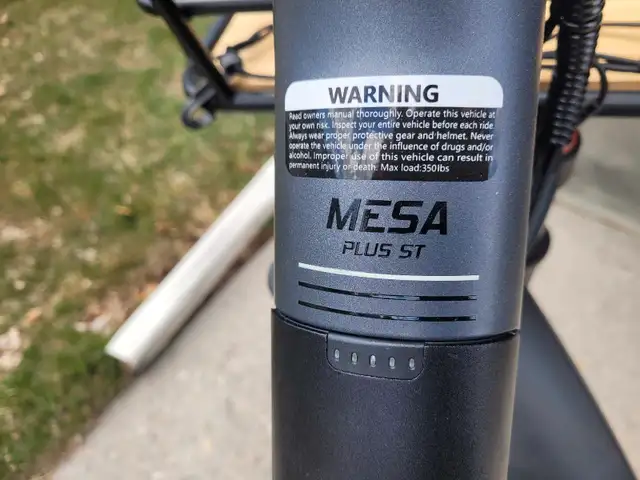 WARNING
Read owners manual thoroughly. Operate this vehicle at
your own risk. Inspect your entire vehicle before each ride
Always wear proper protective gear and helmet. Never
operate the vehicle under the influence of drugs and/or
alcohol. Improper use of this vehicle can result in
permanent injury or death. Max load:350lbs
MESA
PLUS ST